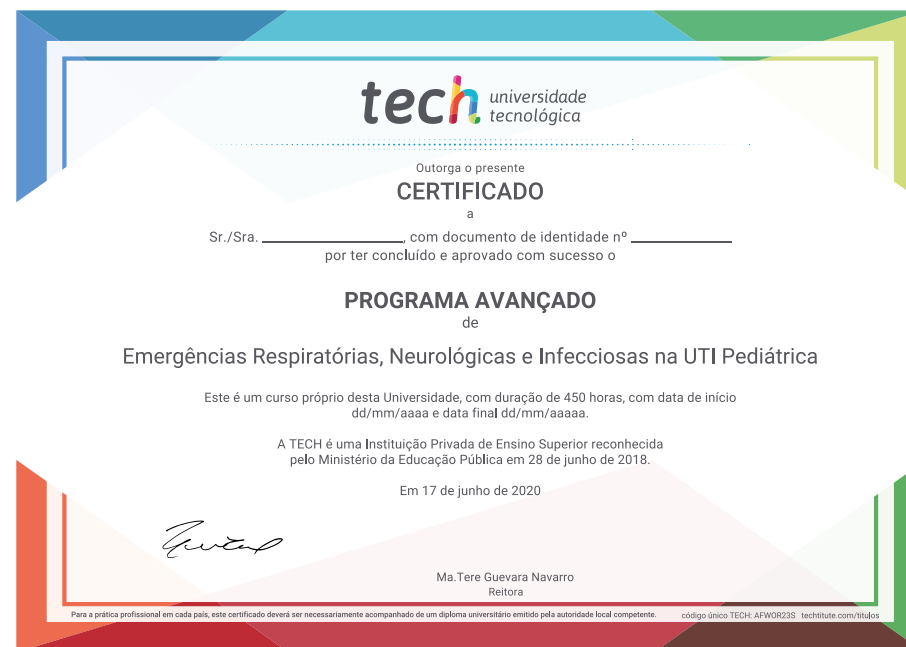 tech universidade
tecnológica
Outorga o presente
CERTIFICADO
a
Sr./Sra. ____________, com documento de identidade nº ____________
por ter concluído e aprovado com sucesso o
PROGRAMA AVANÇADO
de
Emergências Respiratórias, Neurológicas e Infecciosas na UTI Pediátrica
Este é um curso próprio desta Universidade, com duração de 450 horas, com data de início
dd/mm/aaaa e data final dd/mm/aaaaa.
A TECH é uma Instituição Privada de Ensino Superior reconhecida
pelo Ministério da Educação Pública em 28 de junho de 2018.
Em 17 de junho de 2020
Ma.Tere Guevara Navarro
Reitora
Para a prática profissional em cada país, este certificado deverá ser necessariamente acompanhado de um diploma universitário emitido pela autoridade local competente. código único TECH: AFWOR23S techtitute.com/titulos